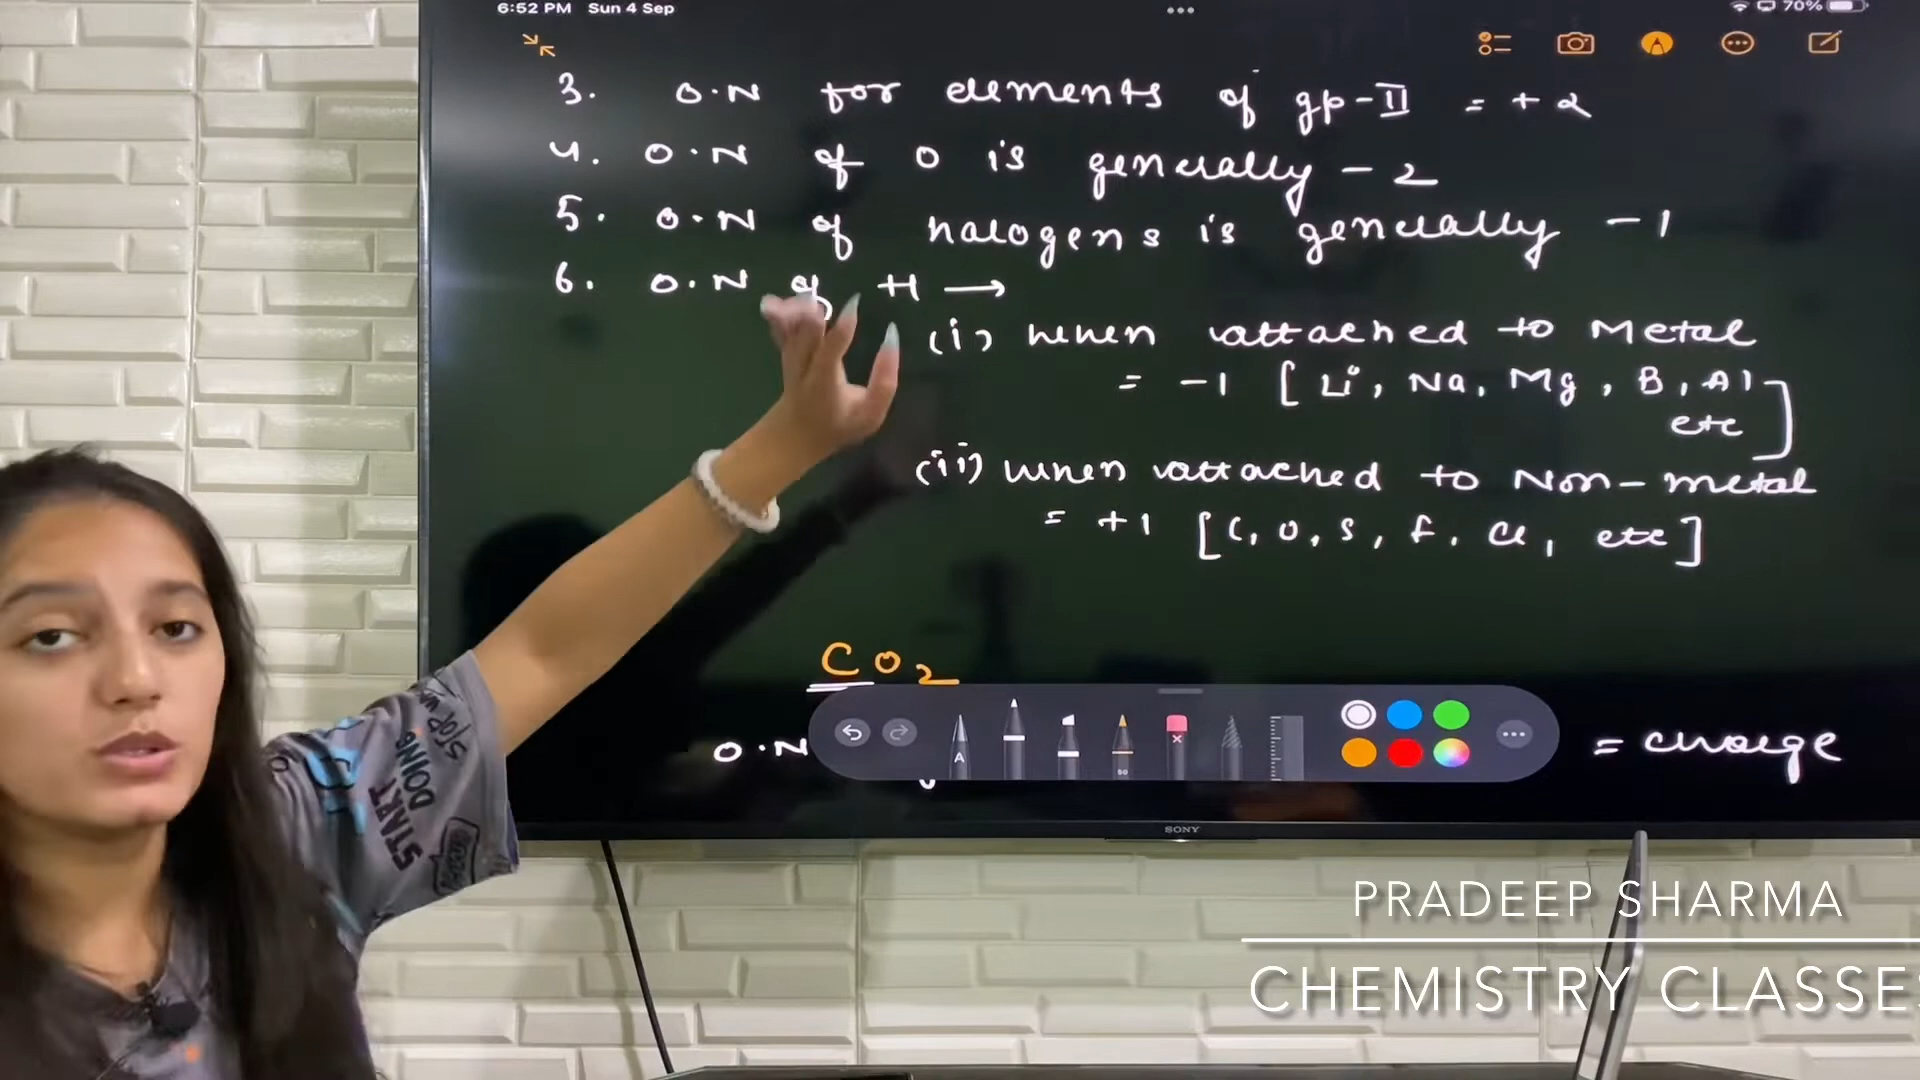 6:52 PM Sun 4 Sep
70%
3. O.N for elements of gp-II = +2
4. O.N of O is generally -2
5. O.N of halogens is generally -1
6. O.N of H →
(i) when attached to Metal
= -1 [Li, Na, Mg, B, Al
etc]
(ii) when attached to Non-metal
= +1 [C, O, S, F, Cl, etc]
CO2
O.N = charge
A
50
SONY
START
DOING
PRADEEP SHARMA
CHEMISTRY CLASSES